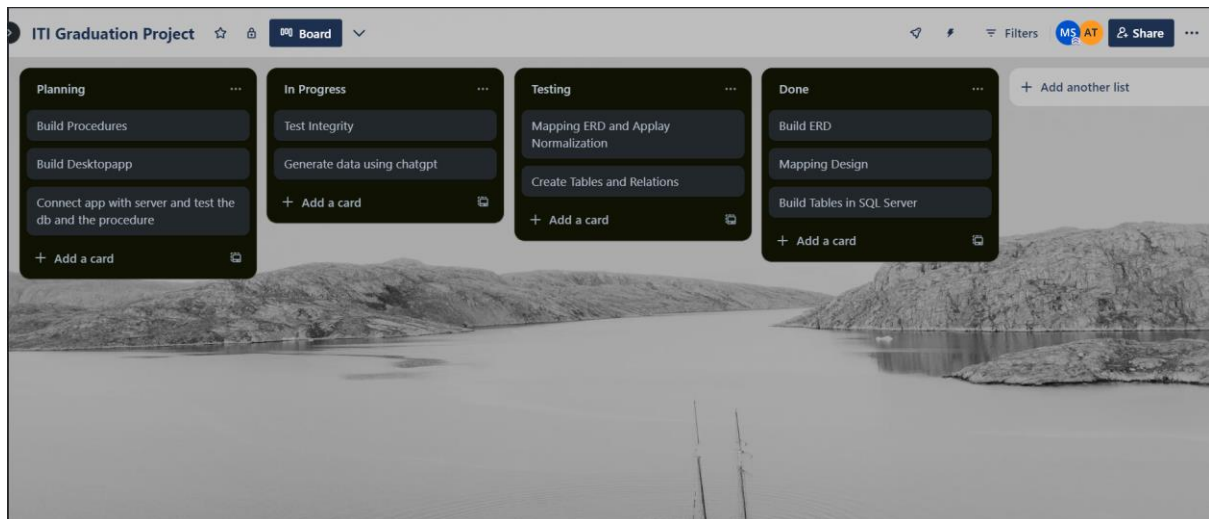 ITI Graduation Project
Board
Filters
MS
AT
Share
Planning
Build Procedures
Build Desktopapp
Connect app with server and test the
db and the procedure
+ Add a card
In Progress
Test Integrity
Generate data using chatgpt
+ Add a card
Testing
Mapping ERD and Applay
Normalization
Create Tables and Relations
+ Add a card
Done
Build ERD
Mapping Design
Build Tables in SQL Server
+ Add a card
+ Add another list